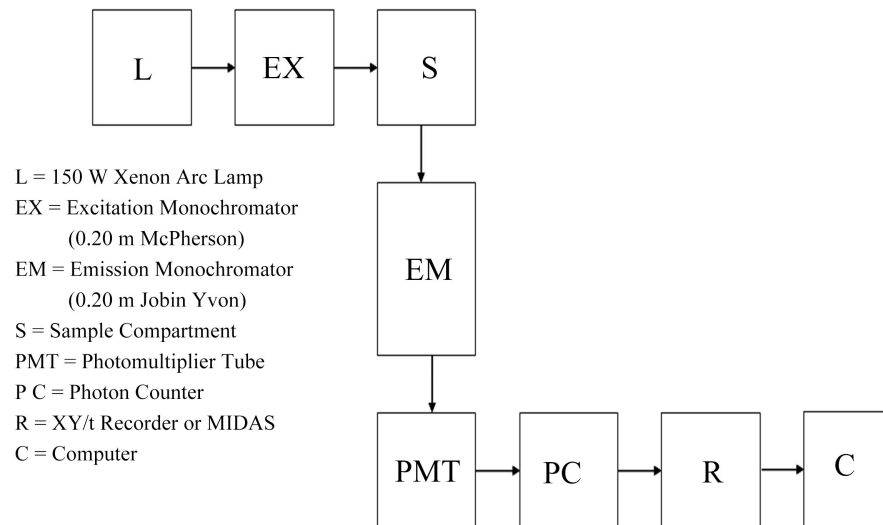 L
EX
S
L = 150 W Xenon Arc Lamp
EX = Excitation Monochromator
(0.20 m McPherson)
EM = Emission Monochromator
(0.20 m Jobin Yvon)
S = Sample Compartment
PMT = Photomultiplier Tube
P C = Photon Counter
R = XY/t Recorder or MIDAS
C = Computer
EM
PMT
PC
R
C